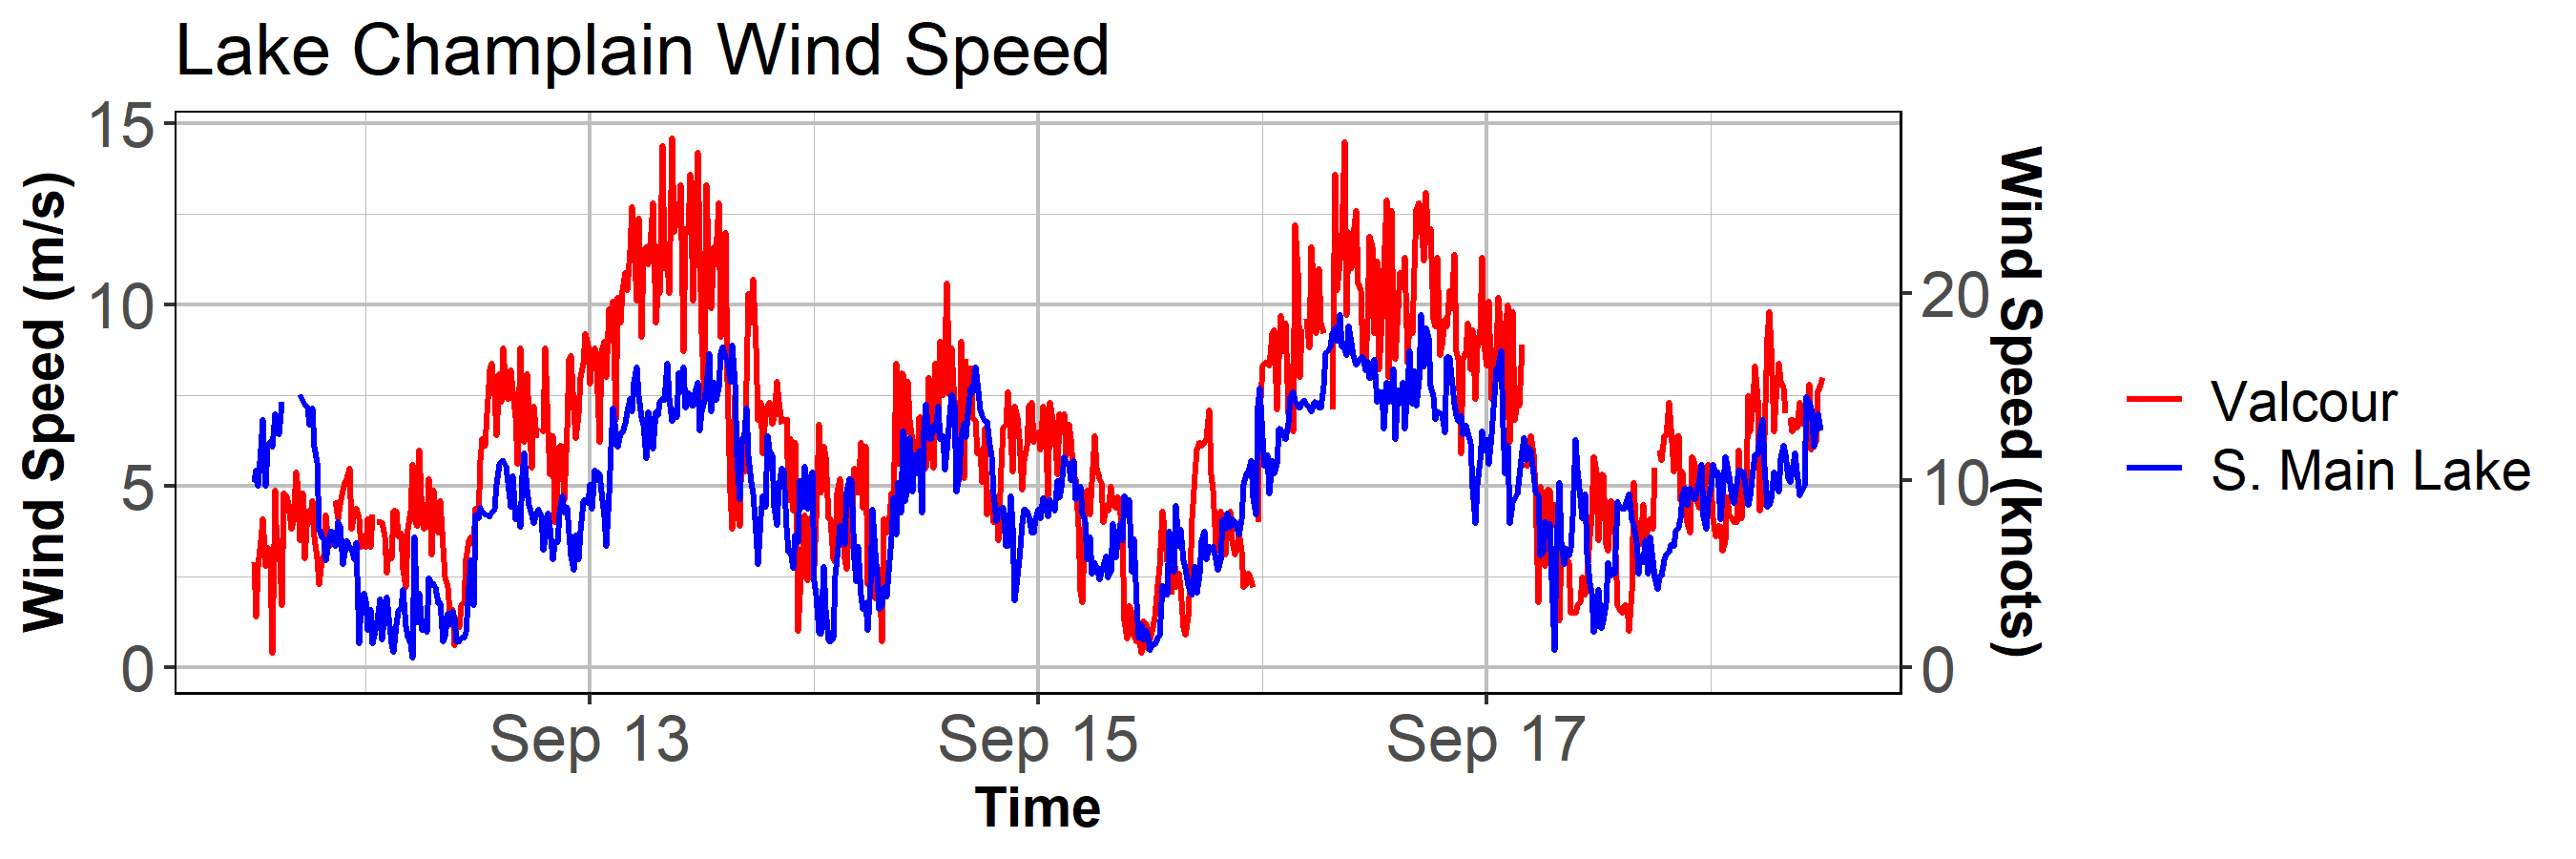 Lake Champlain Wind Speed
15
10
5
0
Wind Speed (m/s)
20
10
0
Wind Speed (knots)
Sep 13
Sep 15
Sep 17
Time
Valcour
S. Main Lake